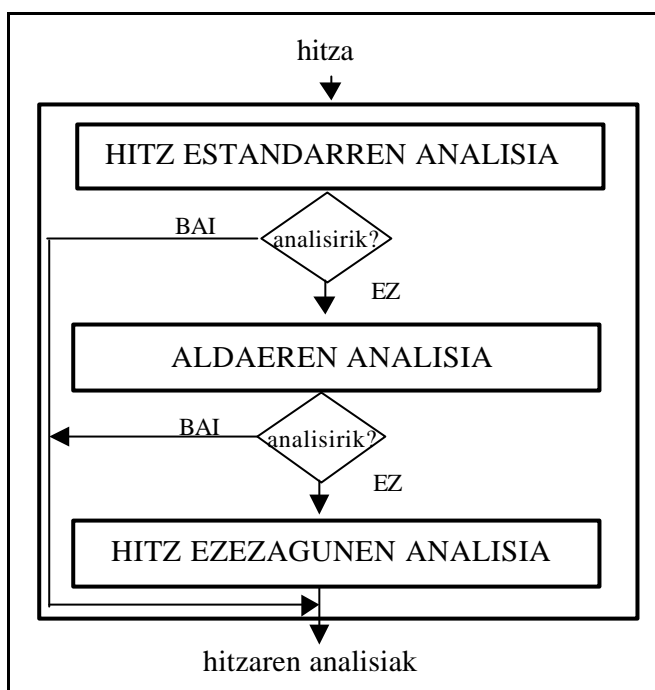 hitza
HITZ ESTANDARREN ANALISIA
BAI
analisirik?
EZ
ALDAEREN ANALISIA
BAI
analisirik?
EZ
HITZ EZEZAGUNEN ANALISIA
hitzaren analisiak